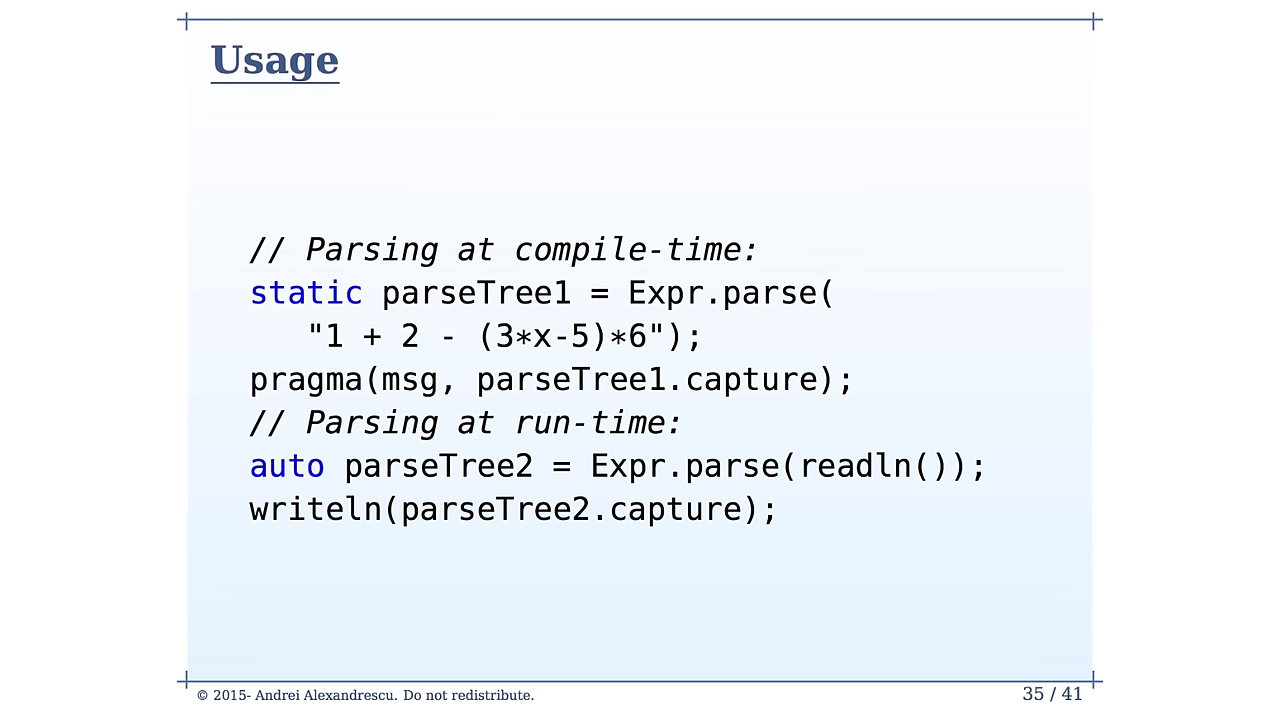 Usage
// Parsing at compile-time:
static parseTree1 = Expr.parse(
   "1 + 2 - (3*x-5)*6");
pragma(msg, parseTree1.capture);
// Parsing at run-time:
auto parseTree2 = Expr.parse(readln());
writeln(parseTree2.capture);
© 2015- Andrei Alexandrescu. Do not redistribute.
35 / 41